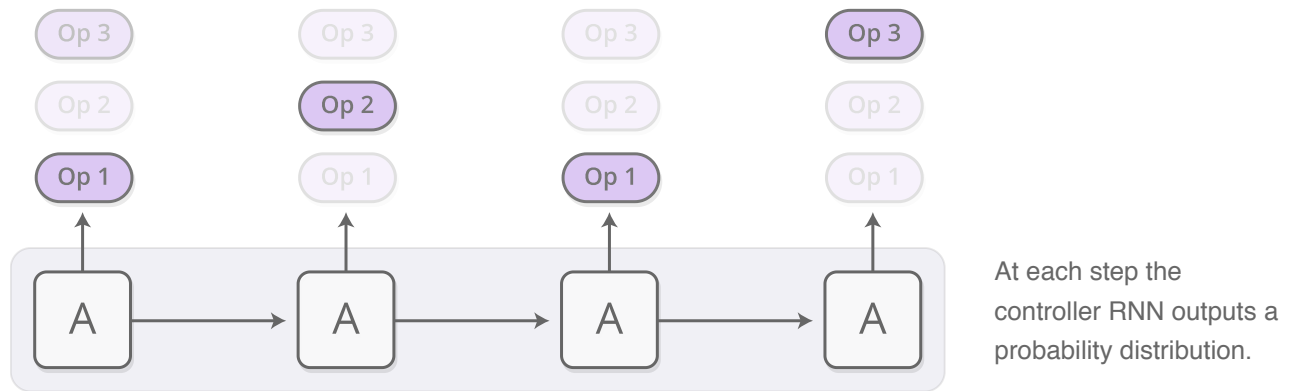 Op 3 Op 3 Op 3 Op 3
Op 2 Op 2 Op 2 Op 2
Op 1 Op 1 Op 1 Op 1
A A A A
At each step the
controller RNN outputs a
probability distribution.